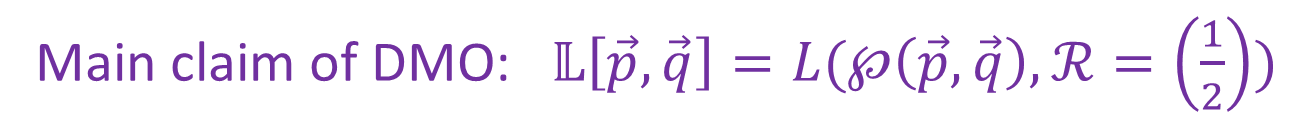 Main claim of DMO: 𝕃[p⃗, q⃗] = L(℘(p⃗, q⃗), ℛ = (1/2))